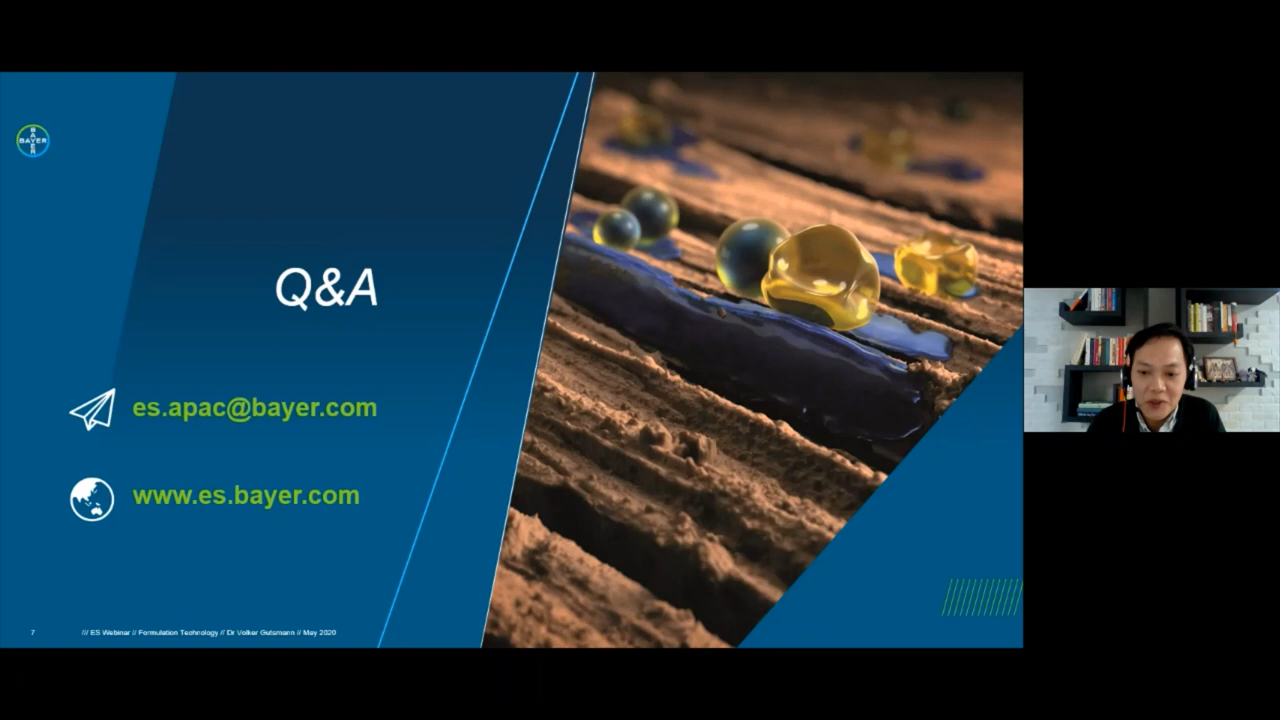 BAYER
BAYER
Q&A
es.apac@bayer.com
www.es.bayer.com
7
/// ES Webinar // Formulation Technology // Dr Volker Gutsmann // May 2020